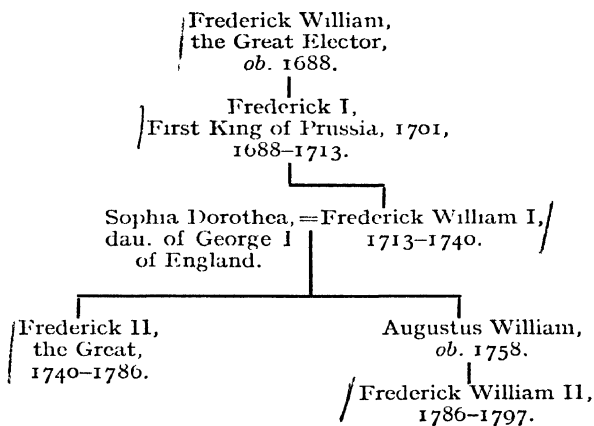 Frederick William,
the Great Elector,
ob. 1688.
Frederick I,
First King of Prussia, 1701,
1688–1713.
Sophia Dorothea, = Frederick William I,
dau. of George I
1713–1740.
of England.
Frederick II,
the Great,
1740–1786.
Augustus William,
ob. 1758.
Frederick William II,
1786–1797.